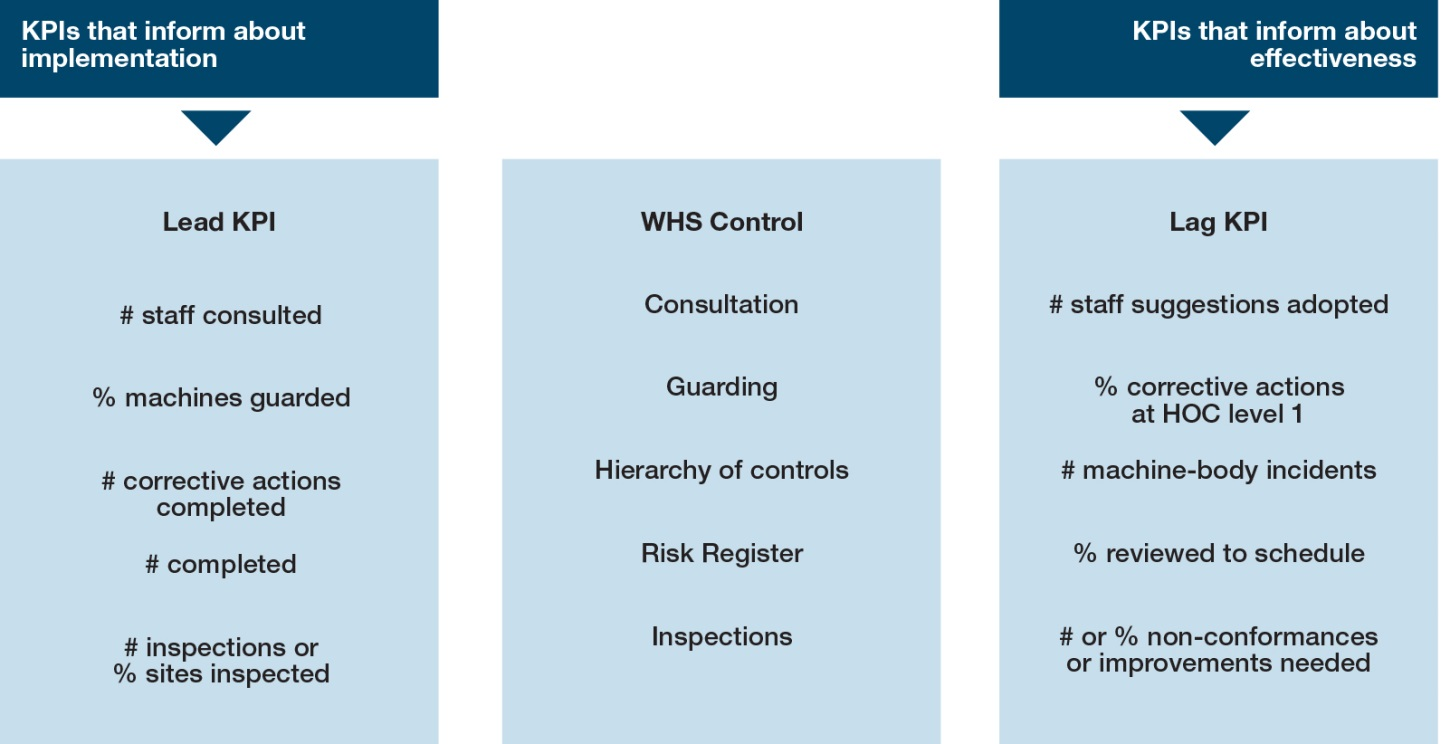 KPIs that inform about
implementation
KPIs that inform about
effectiveness
Lead KPI
# staff consulted
% machines guarded
# corrective actions
completed
# completed
# inspections or
% sites inspected
WHS Control
Consultation
Guarding
Hierarchy of controls
Risk Register
Inspections
Lag KPI
# staff suggestions adopted
% corrective actions
at HOC level 1
# machine-body incidents
% reviewed to schedule
# or % non-conformances
or improvements needed